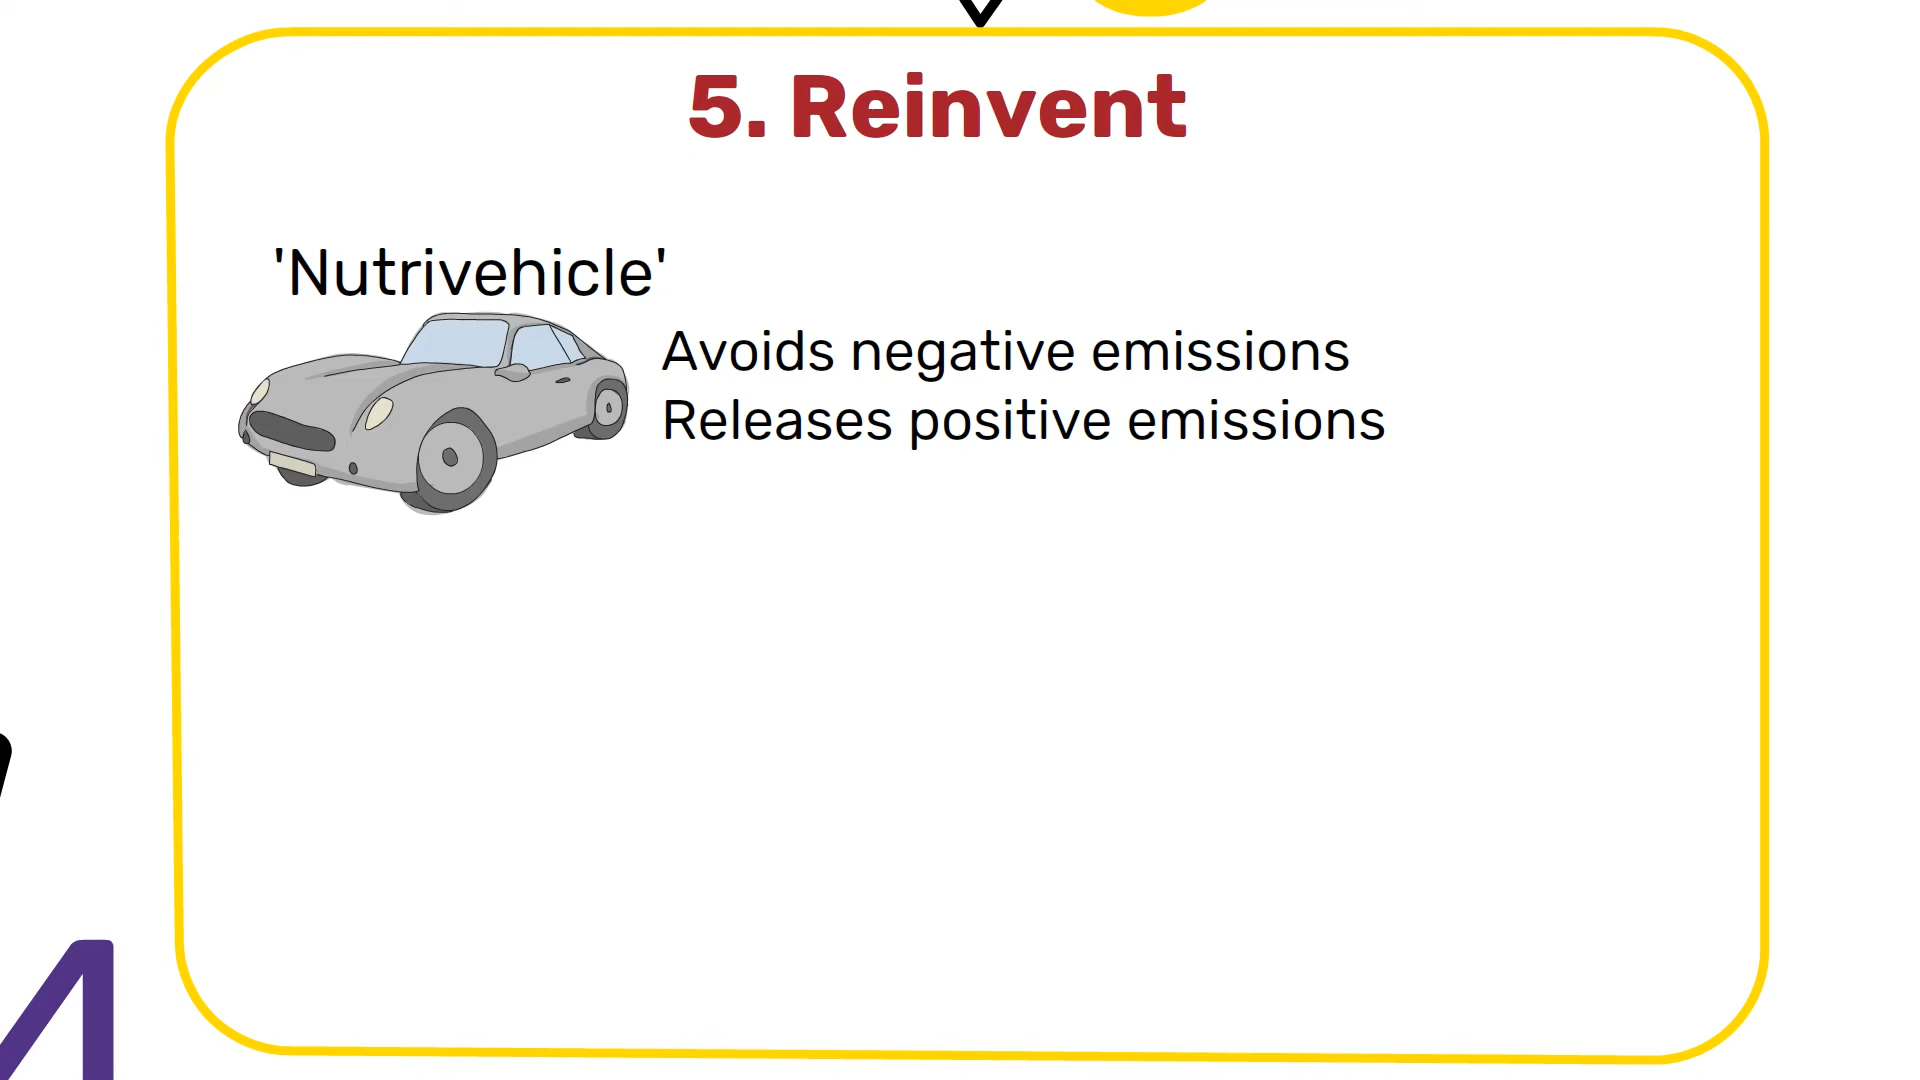 5. Reinvent
'Nutrivehicle'
Avoids negative emissions
Releases positive emissions